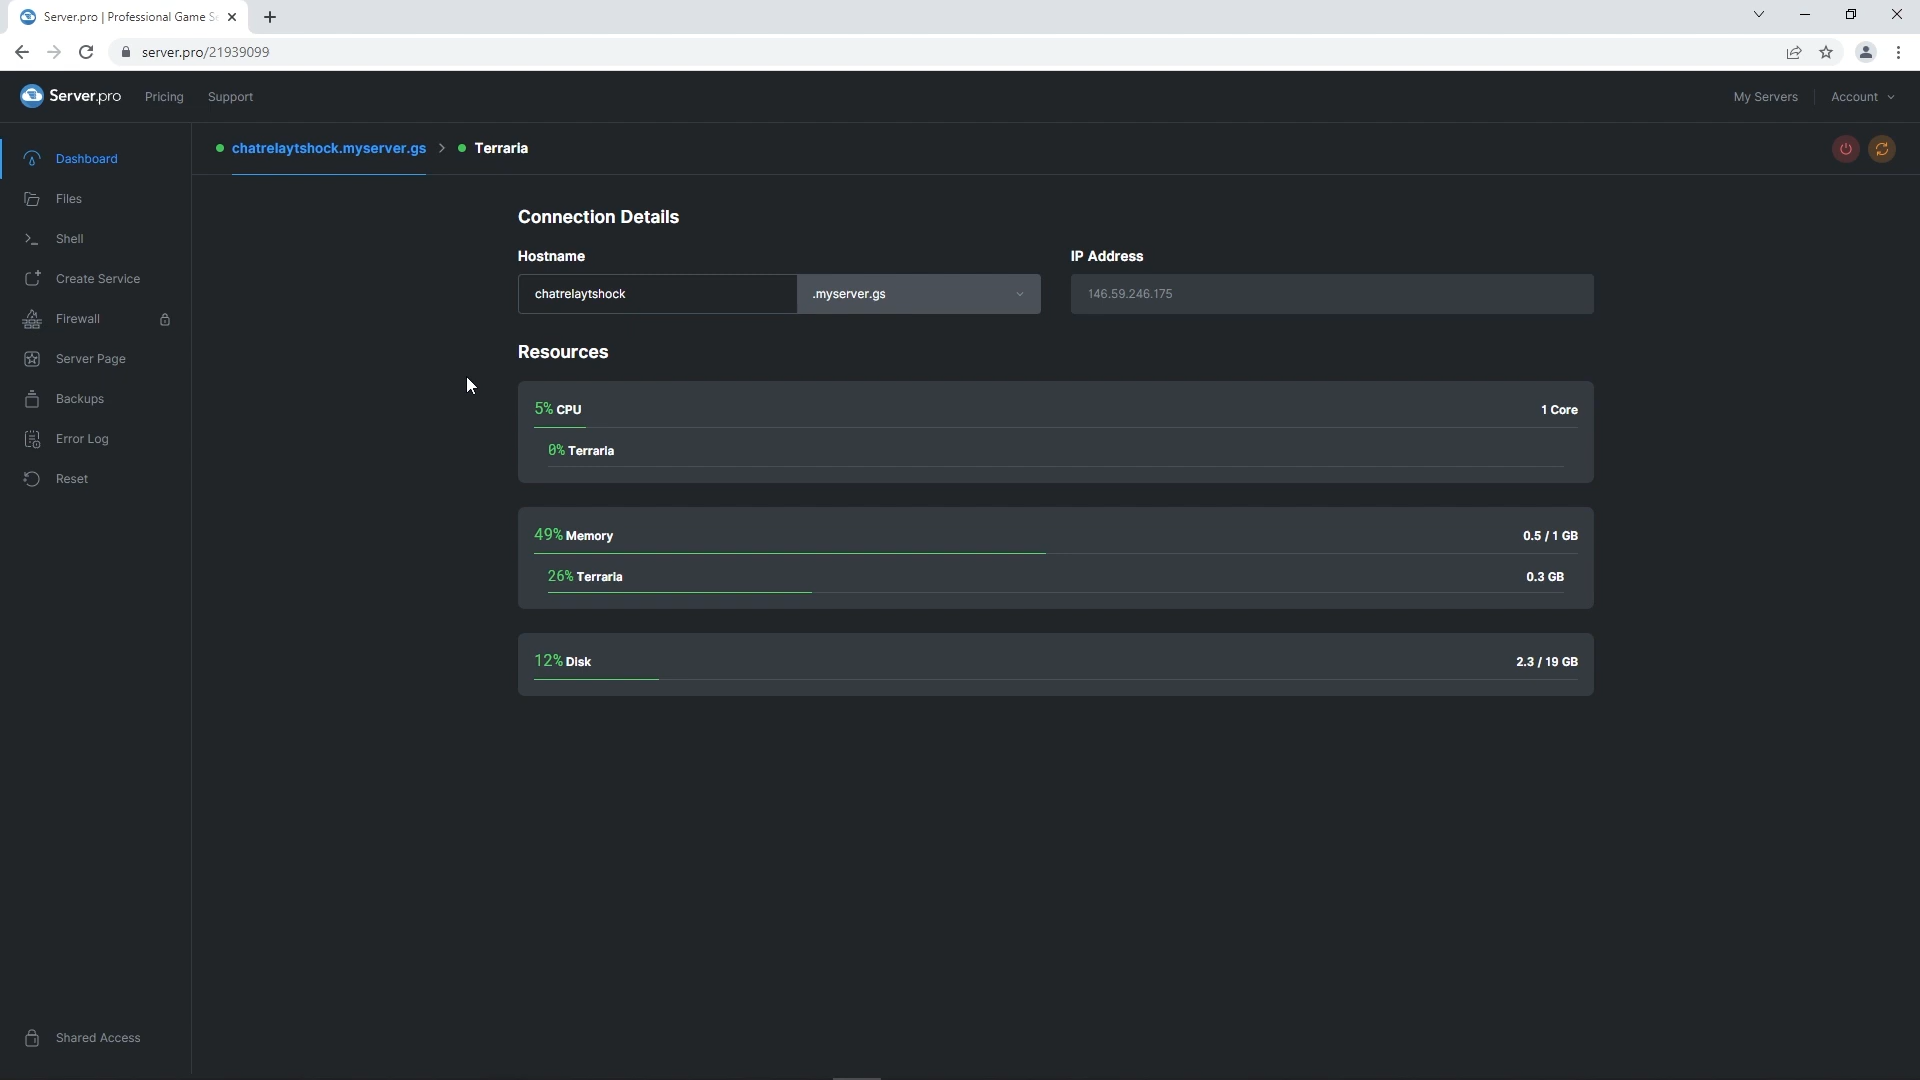 Server.pro | Professional Game S
server.pro/21939099
Server.pro
Pricing
Support
My Servers
Account
Dashboard
Files
Shell
Create Service
Firewall
Server Page
Backups
Error Log
Reset
Shared Access
chatrelaytshock.myserver.gs > Terraria
Connection Details
Hostname
IP Address
chatrelaytshock
.myserver.gs
146.59.246.175
Resources
5% CPU
1 Core
0% Terraria
49% Memory
0.5 / 1 GB
26% Terraria
0.3 GB
12% Disk
2.3 / 19 GB